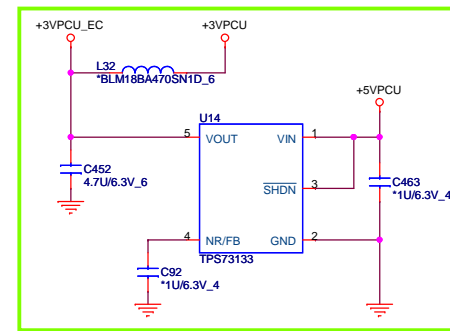 +3VPCU_EC
+3VPCU
L32
*BLM18BA470SN1D_6
+5VPCU
U14
5
VOUT
VIN
1
C452
4.7U/6.3V_6
SHDN
3
C463
*1U/6.3V_4
4
NR/FB
GND
2
TPS73133
C92
*1U/6.3V_4